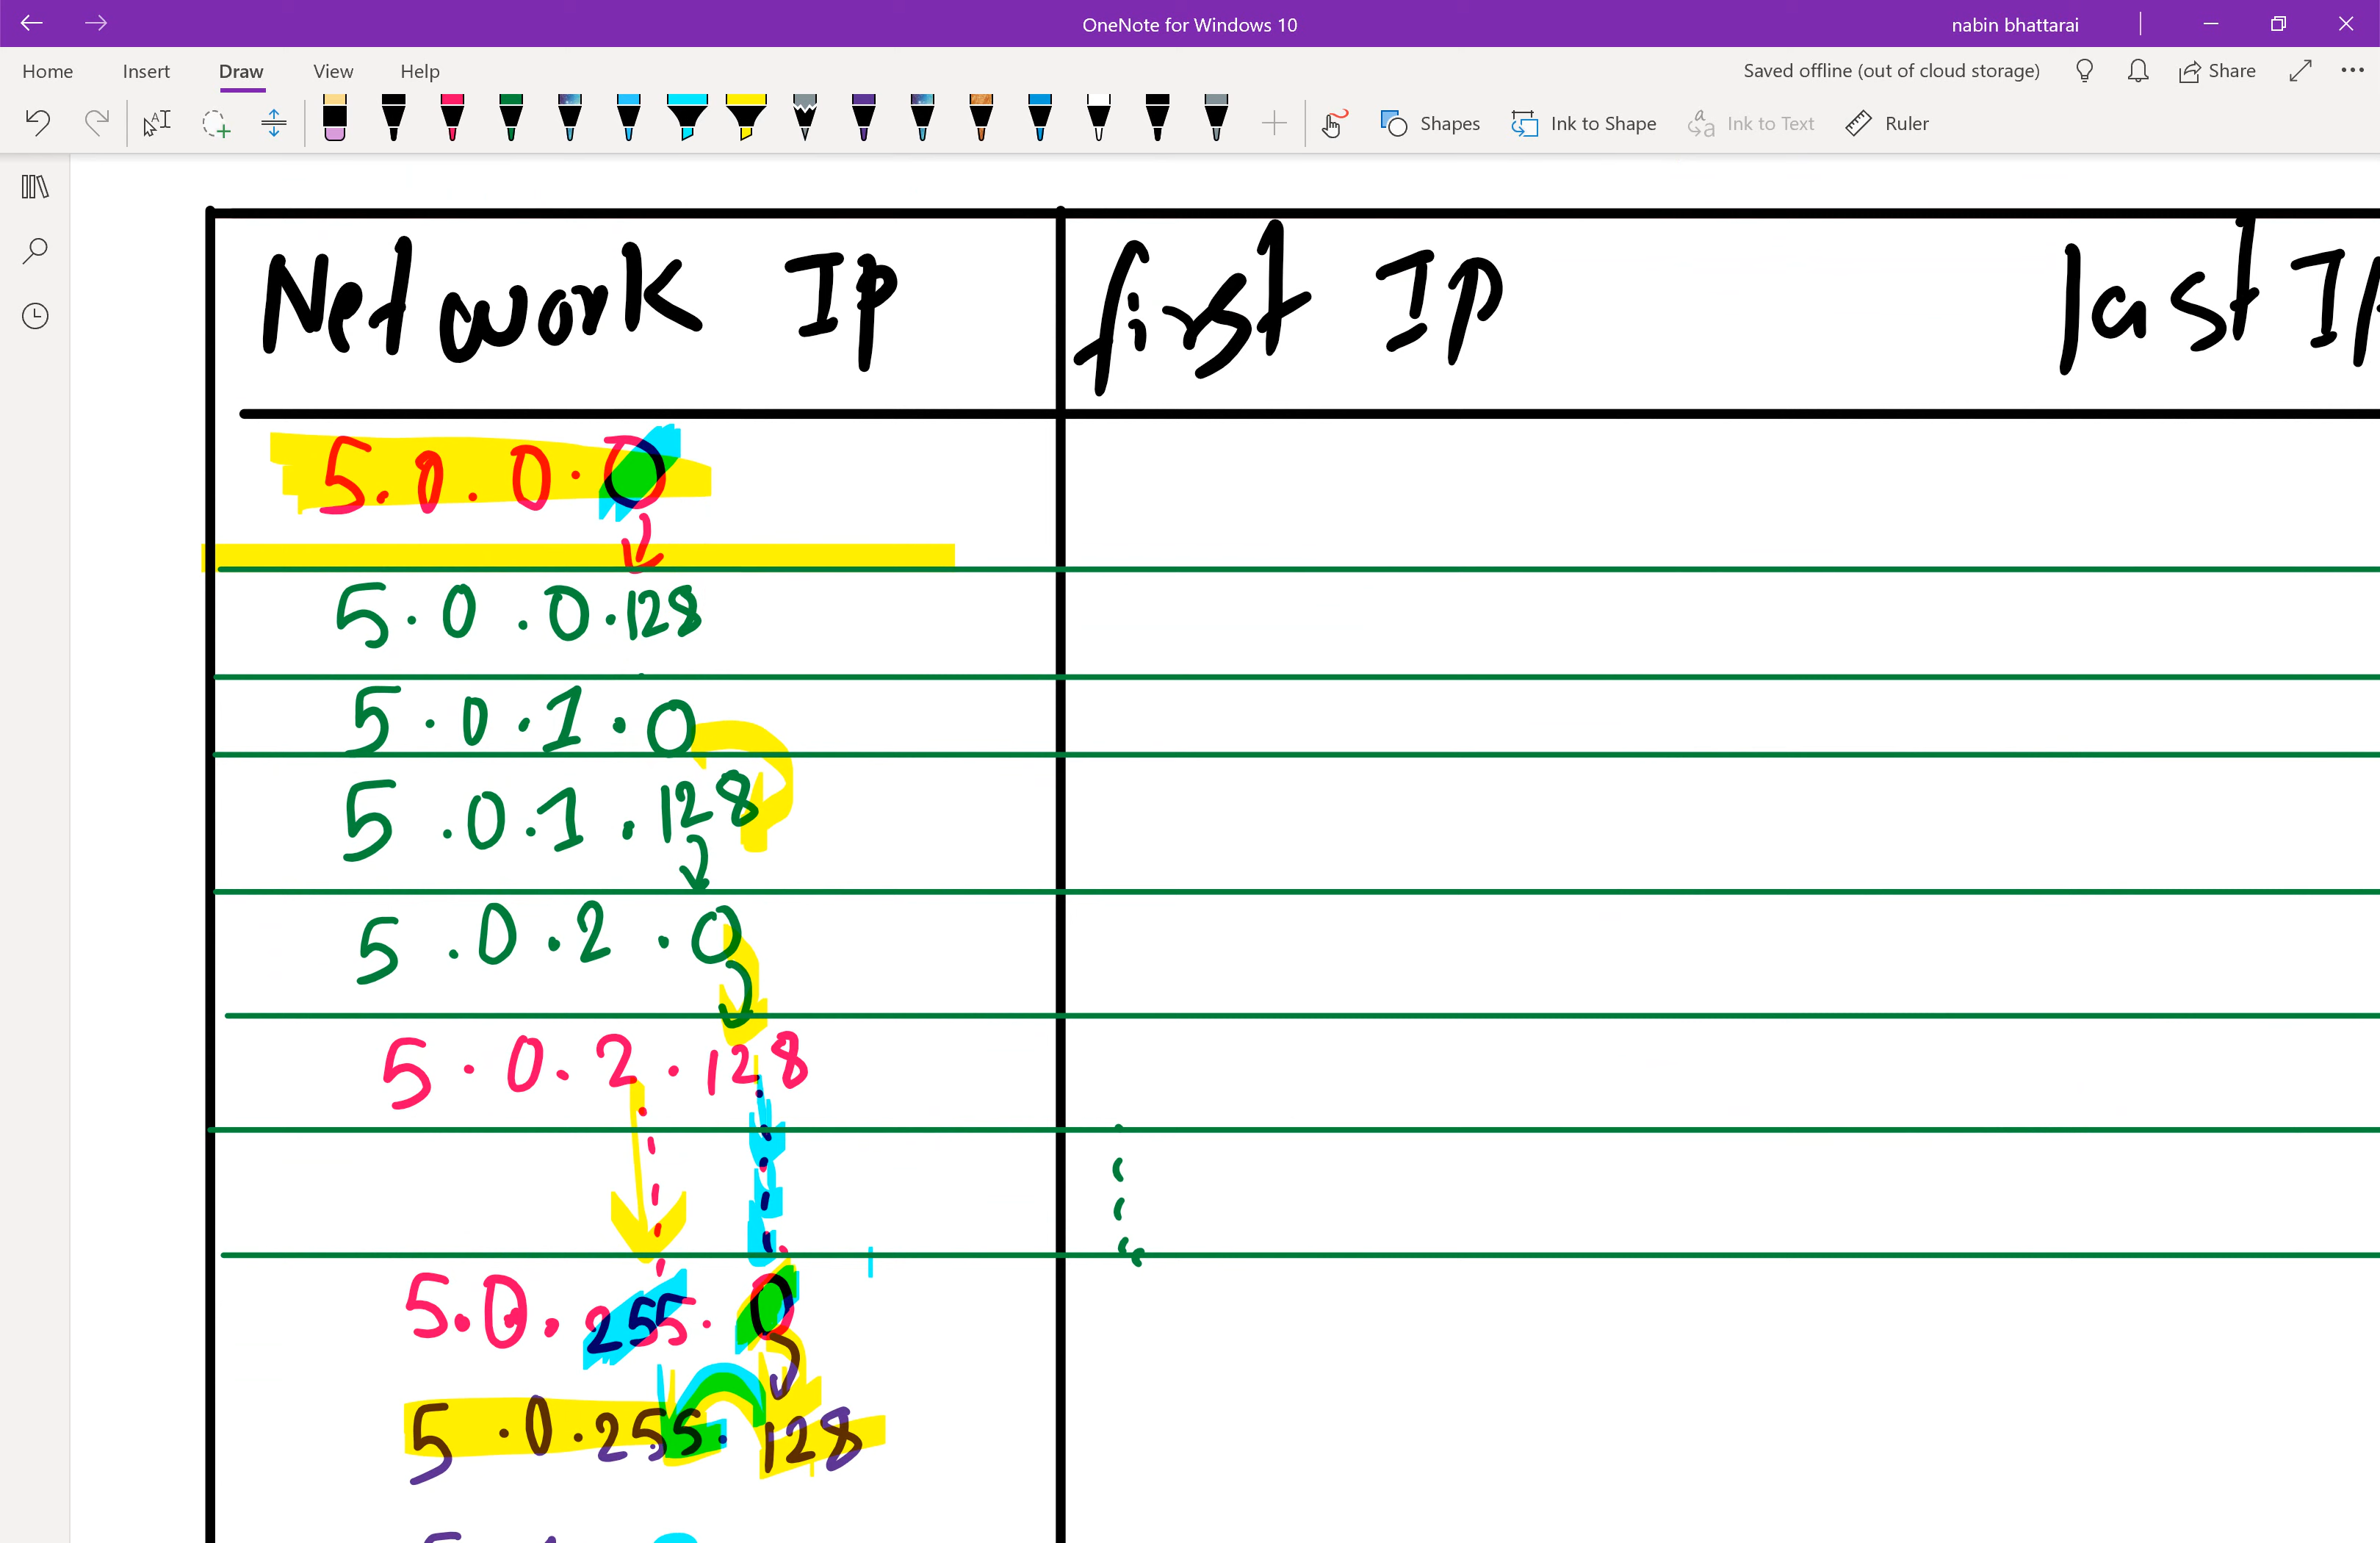 OneNote for Windows 10
nabin bhattarai
Home Insert Draw View Help
Saved offline (out of cloud storage)
Share
Shapes
Ink to Shape
Ink to Text
Ruler
Network Ip first IP last
5.0.0.0
5.0.0.128
5.0.1.0
5.0.1.128
5.0.2.0
5.0.2.128
5.0.255.0
5.0.255.128